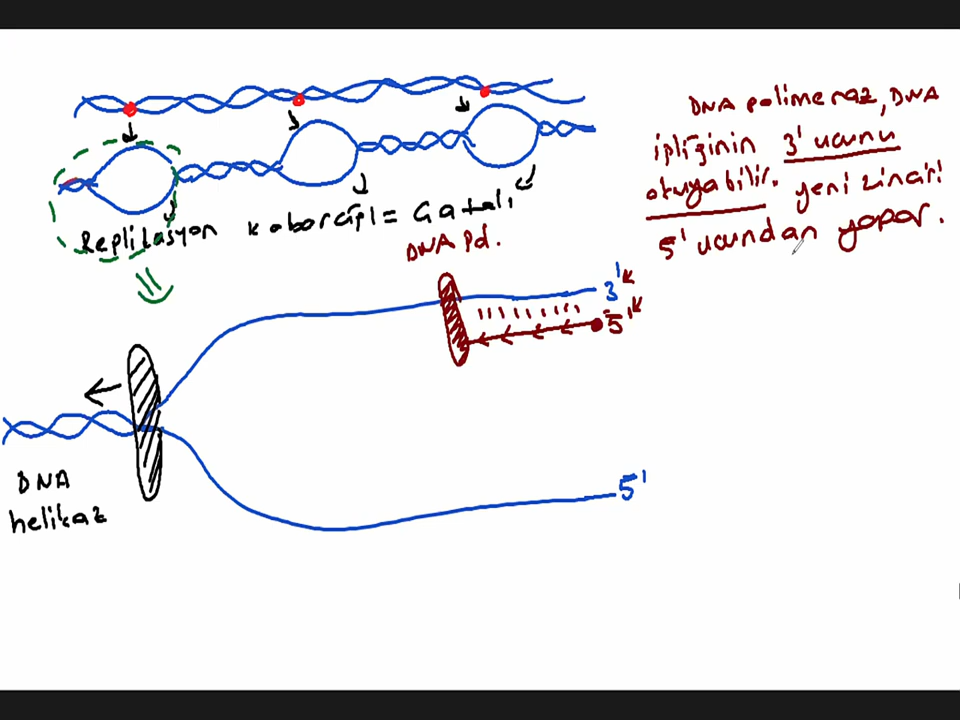 DNA polimeraz, DNA
ipliğinin 3' ucunu
okuyabilir. yeni zinciri
5' ucundan yapar.
Replikasyon kabarcığı = Çatalı
DNA Pol.
3'
5'
5'
DNA
helikaz